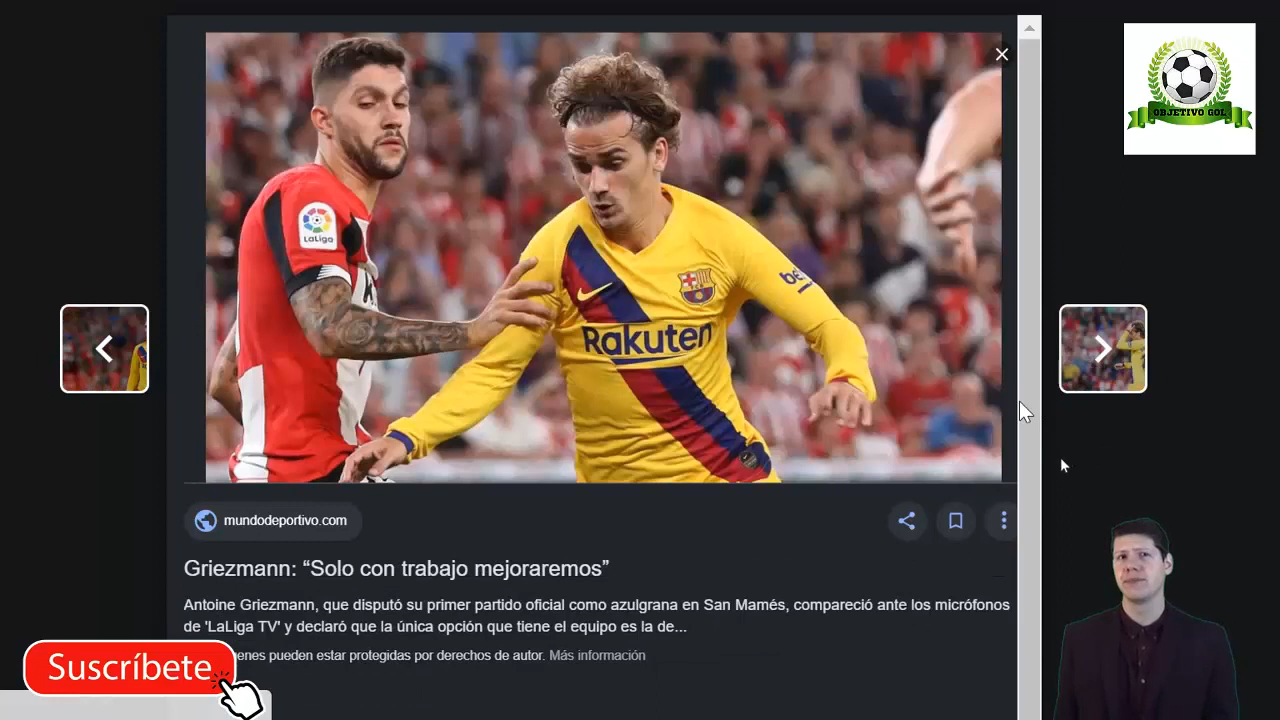 OBJETIVO GOL
LaLiga
Rakuten
mundodeportivo.com
Griezmann: “Solo con trabajo mejoraremos”
Antoine Griezmann, que disputó su primer partido oficial como azulgrana en San Mamés, compareció ante los micrófonos
de 'LaLiga TV' y declaró que la única opción que tiene el equipo es la de...
pueden estar protegidas por derechos de autor. Más información
Suscríbete